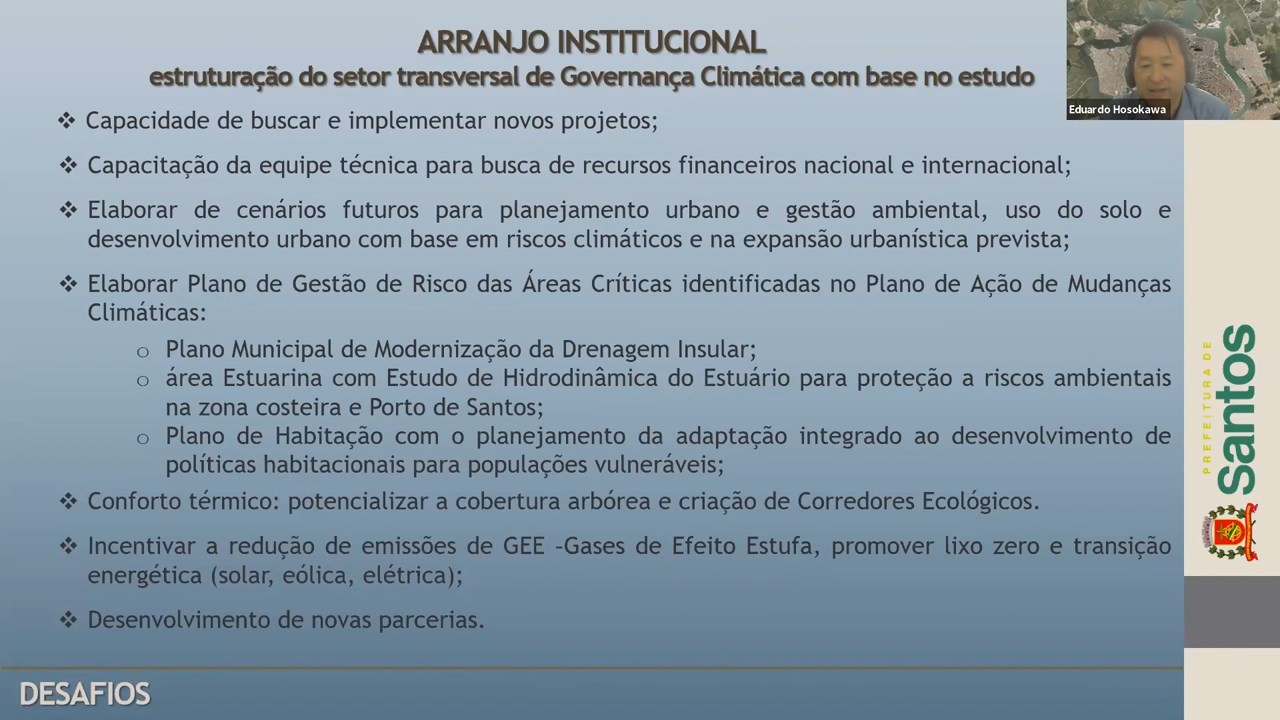 ARRANJO INSTITUCIONAL
estruturação do setor transversal de Governança Climática com base no estudo
Eduardo Hosokawa
❖ Capacidade de buscar e implementar novos projetos;
❖ Capacitação da equipe técnica para busca de recursos financeiros nacional e internacional;
❖ Elaborar de cenários futuros para planejamento urbano e gestão ambiental, uso do solo e
desenvolvimento urbano com base em riscos climáticos e na expansão urbanística prevista;
❖ Elaborar Plano de Gestão de Risco das Áreas Críticas identificadas no Plano de Ação de Mudanças
Climáticas:
o Plano Municipal de Modernização da Drenagem Insular;
o área Estuarina com Estudo de Hidrodinâmica do Estuário para proteção a riscos ambientais
na zona costeira e Porto de Santos;
o Plano de Habitação com o planejamento da adaptação integrado ao desenvolvimento de
políticas habitacionais para populações vulneráveis;
❖ Conforto térmico: potencializar a cobertura arbórea e criação de Corredores Ecológicos.
❖ Incentivar a redução de emissões de GEE –Gases de Efeito Estufa, promover lixo zero e transição
energética (solar, eólica, elétrica);
❖ Desenvolvimento de novas parcerias.
DESAFIOS
PREFEITURA DE
Santos